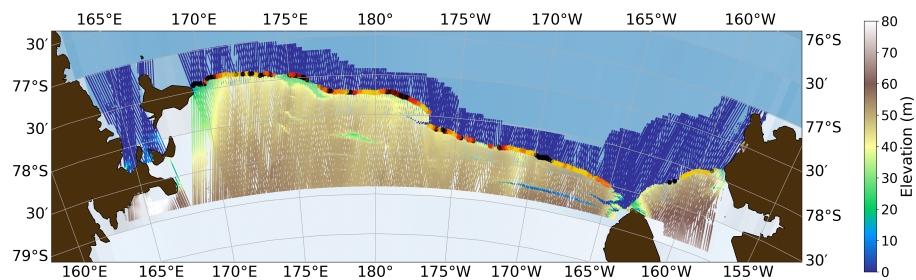 165°E 170°E 175°E 180° 175°W 170°W 165°W 160°W
30′ 76°S
77°S 30′
30′ 77°S
78°S 30′
30′ 78°S
79°S 30′
160°E 165°E 170°E 175°E 180° 175°W 170°W 165°W 160°W 155°W
80
70
60
50
40
30
20
10
0
Elevation (m)